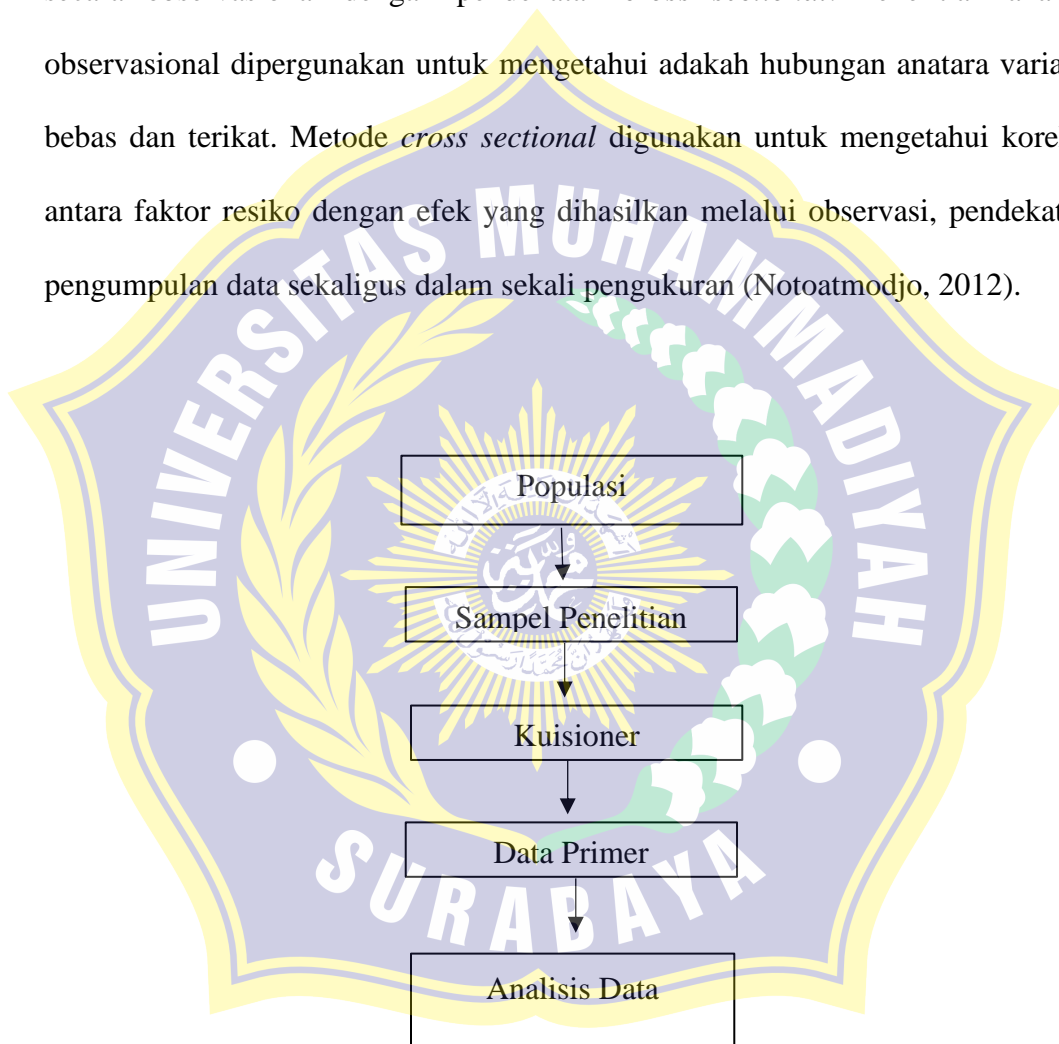 observasional dipergunakan untuk mengetahui adakah hubungan anatara varia
bebas dan terikat. Metode cross sectional digunakan untuk mengetahui kore
antara faktor resiko dengan efek yang dihasilkan melalui observasi, pendekat
pengumpulan data sekaligus dalam sekali pengukuran (Notoatmodjo, 2012).
UNIVERSITAS MUHAMMADIYAH
SURABAYA
Populasi
Sampel Penelitian
Kuisioner
Data Primer
Analisis Data